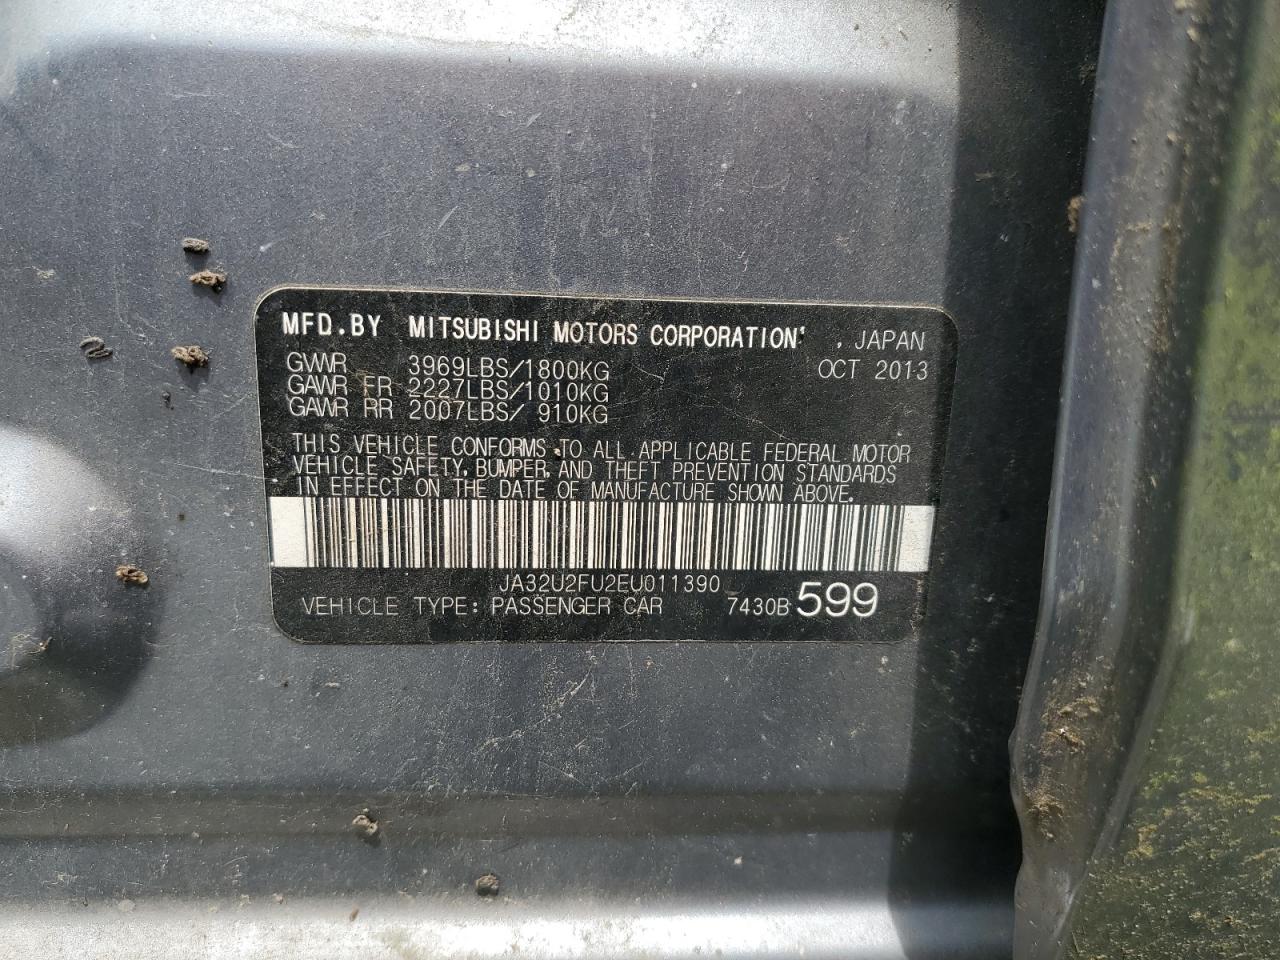 MFD.BY MITSUBISHI MOTORS CORPORATION, JAPAN
GVWR 3969LBS/1800KG OCT 2013
GAWR FR 2227LBS/1010KG
GAWR RR 2007LBS/ 910KG
THIS VEHICLE CONFORMS TO ALL APPLICABLE FEDERAL MOTOR
VEHICLE SAFETY, BUMPER, AND THEFT PREVENTION STANDARDS
IN EFFECT ON THE DATE OF MANUFACTURE SHOWN ABOVE.
JA32U2FU2EU011390
VEHICLE TYPE: PASSENGER CAR 7430B 599